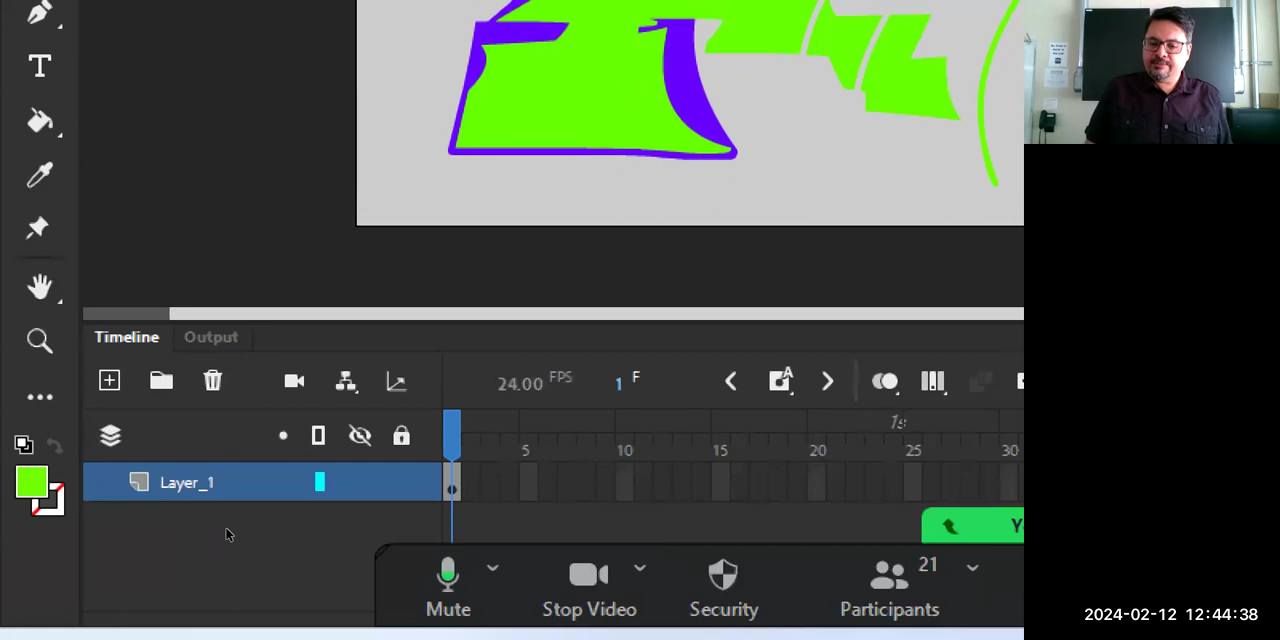 T
Timeline Output
24.00 FPS 1 F
1s
5 10 15 20 25 30
Layer_1
Y
21
Mute Stop Video Security Participants
2024-02-12 12:44:38